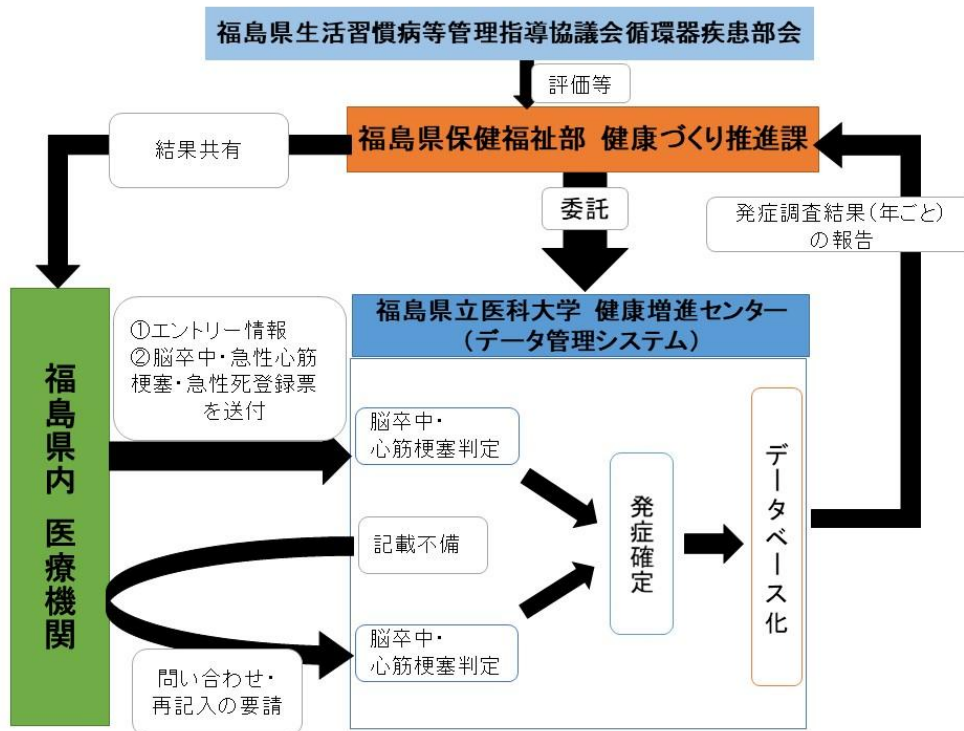 福島県生活習慣病等管理指導協議会循環器疾患部会
評価等
福島県保健福祉部 健康づくり推進課
結果共有
委託
発症調査結果(年ごと)
の報告
福島県立医科大学 健康増進センター
(データ管理システム)
福島県内 医療機関
①エントリー情報
②脳卒中・急性心筋
梗塞・急性死登録票
を送付
脳卒中・
心筋梗塞判定
記載不備
脳卒中・
心筋梗塞判定
問い合わせ・
再記入の要請
発症確定
データベース化